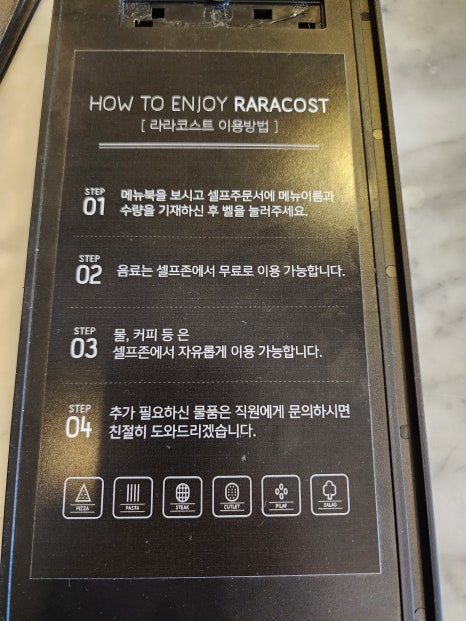 HOW TO ENJOY RARACOST
[ 라라코스트 이용방법 ]
STEP
01
메뉴북을 보시고 셀프주문서에 메뉴이름과
수량을 기재하신 후 벨을 눌러주세요.
STEP
02
음료는 셀프존에서 무료로 이용 가능합니다.
STEP
03
물, 커피 등 은
셀프존에서 자유롭게 이용 가능합니다.
STEP
04
추가 필요하신 물품은 직원에게 문의하시면
친절히 도와드리겠습니다.
PIZZA
PASTA
STEAK
CUTLET
PILAF
SALAD